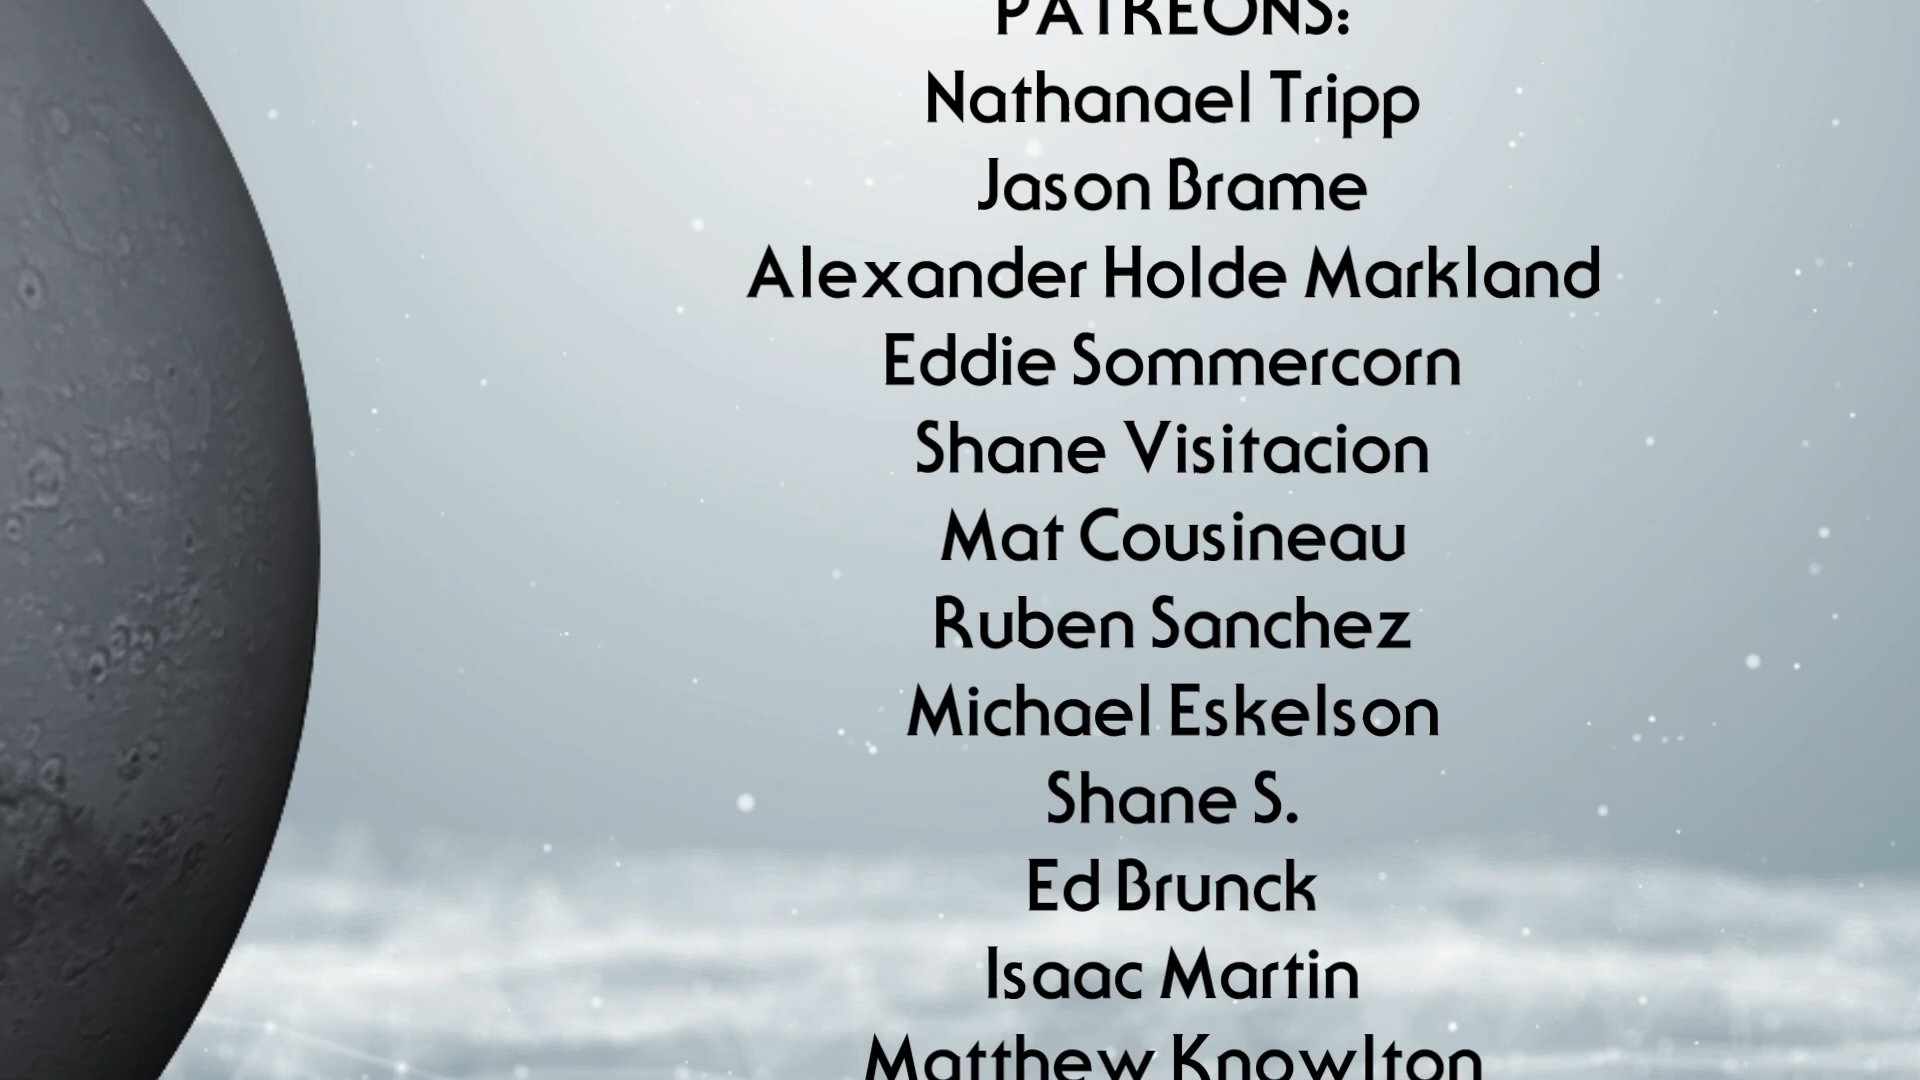 PATREONS:
Nathanael Tripp
Jason Brame
Alexander Holde Markland
Eddie Sommercorn
Shane Visitacion
Mat Cousineau
Ruben Sanchez
Michael Eskelson
Shane S.
Ed Brunck
Isaac Martin
Matthew Knowlton